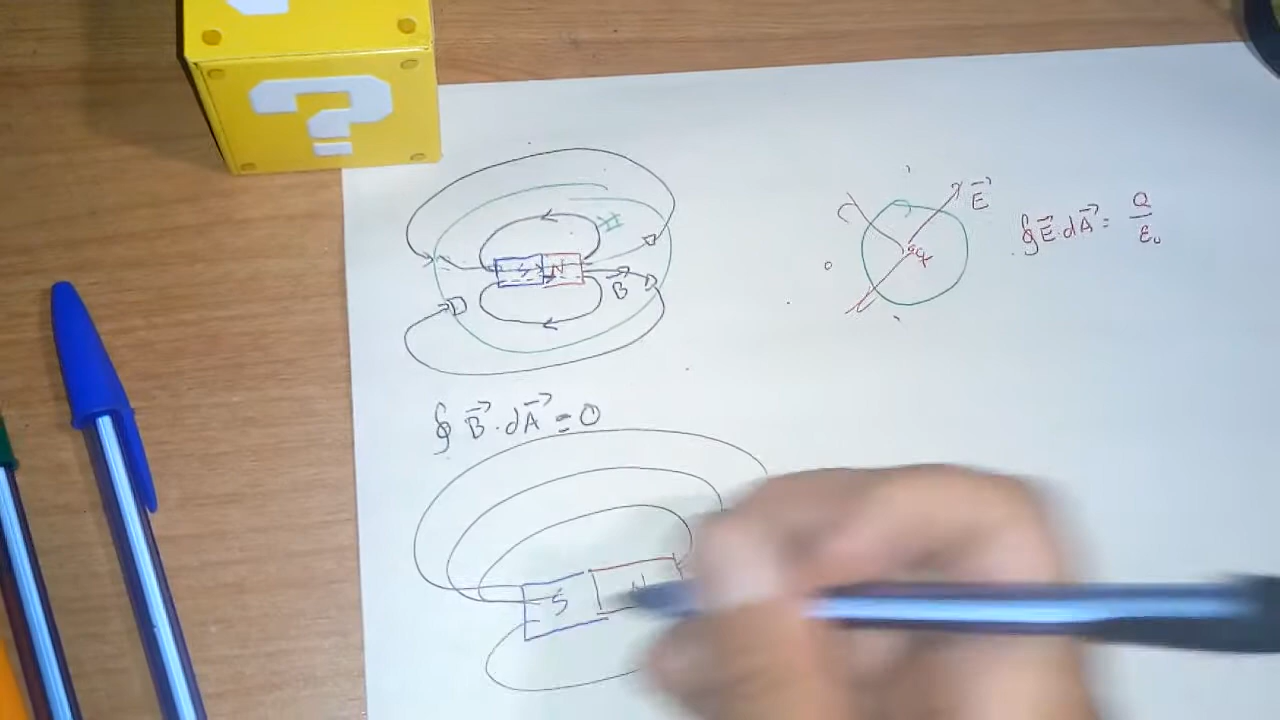 ?
S N
B⃗
E⃗
q
∮ E⃗ · dA⃗ = Q / ε₀
∮ B⃗ · dA⃗ = 0
S N